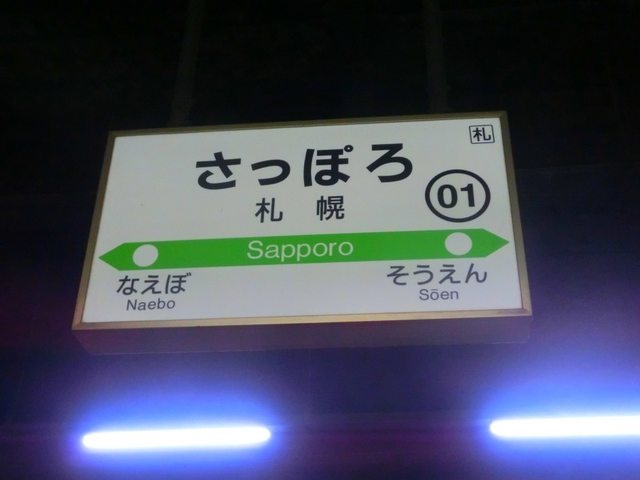 札
さっぽろ
01
札幌
Sapporo
なえぼ
Naebo
そうえん
Sōen